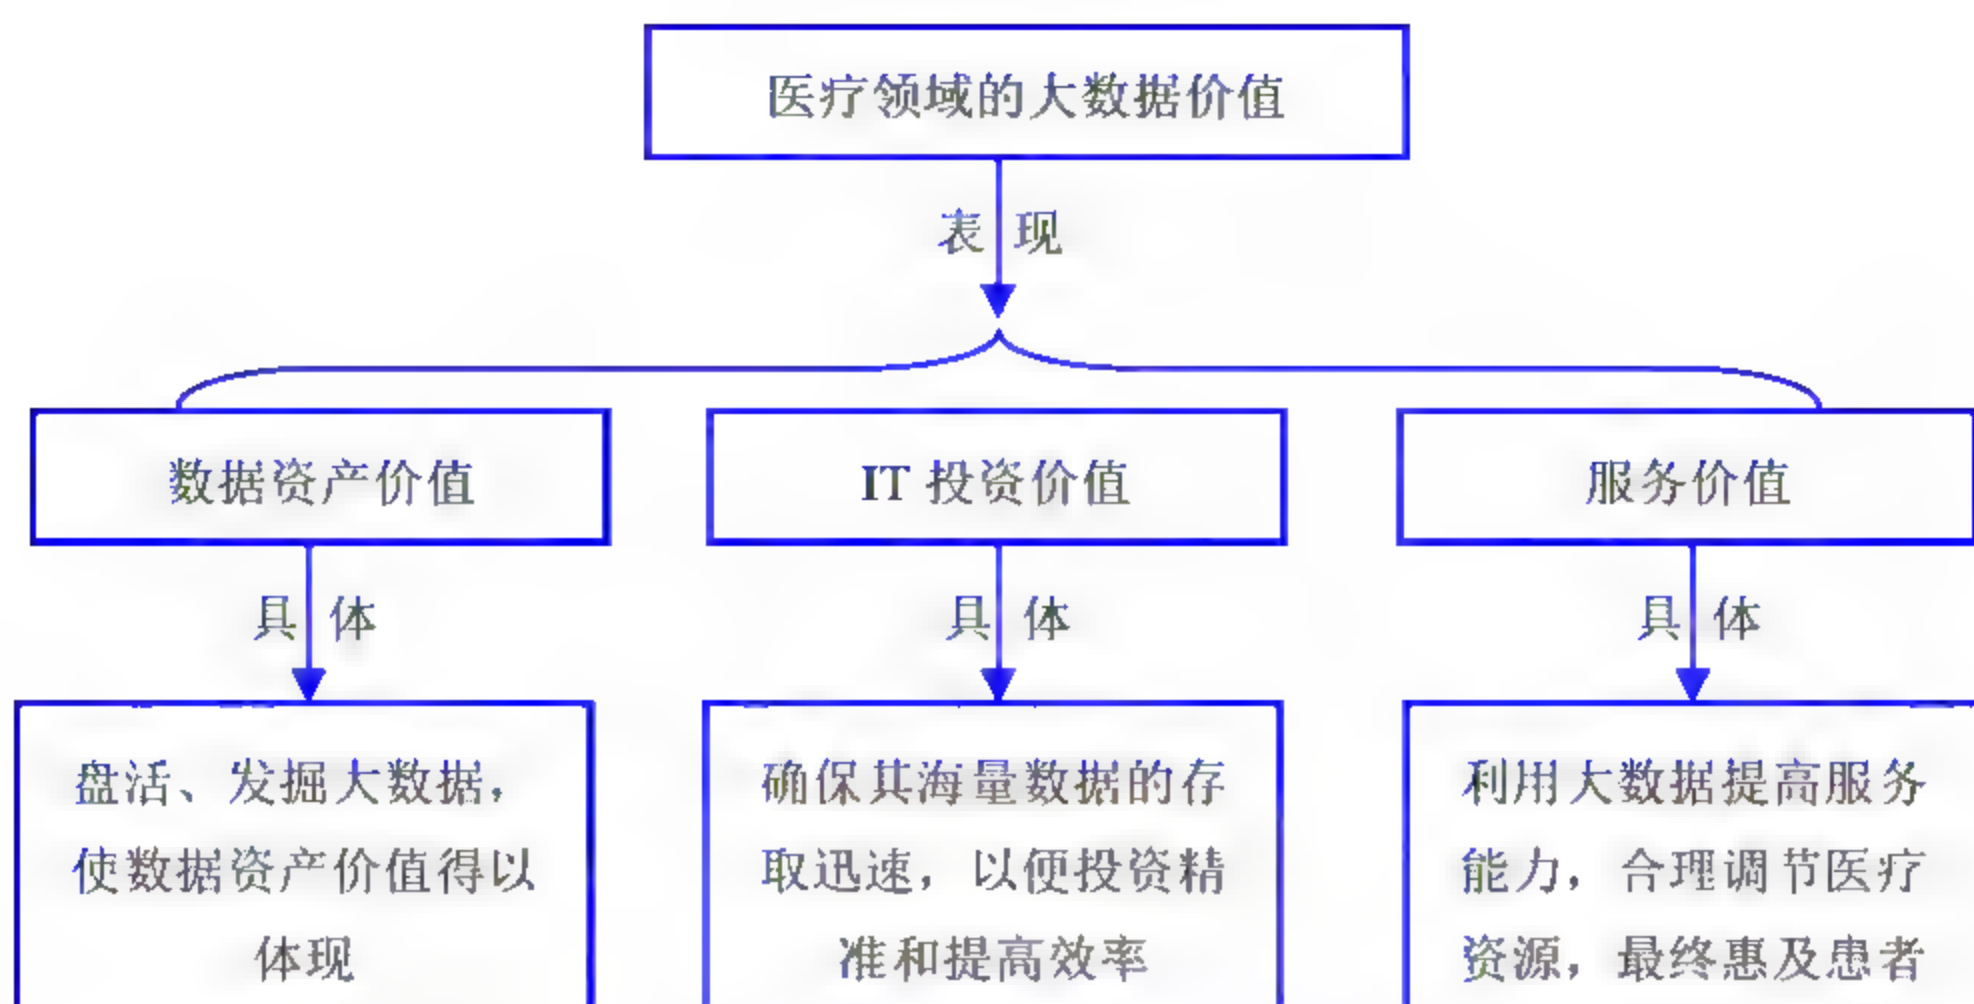 医疗领域的大数据价值
表 现
数据资产价值
IT 投资价值
服务价值
具 体
具 体
具 体
盘活、发掘大数据，
使数据资产价值得以
体现
确保其海量数据的存
取迅速，以便投资精
准和提高效率
利用大数据提高服务
能力，合理调节医疗
资源，最终惠及患者